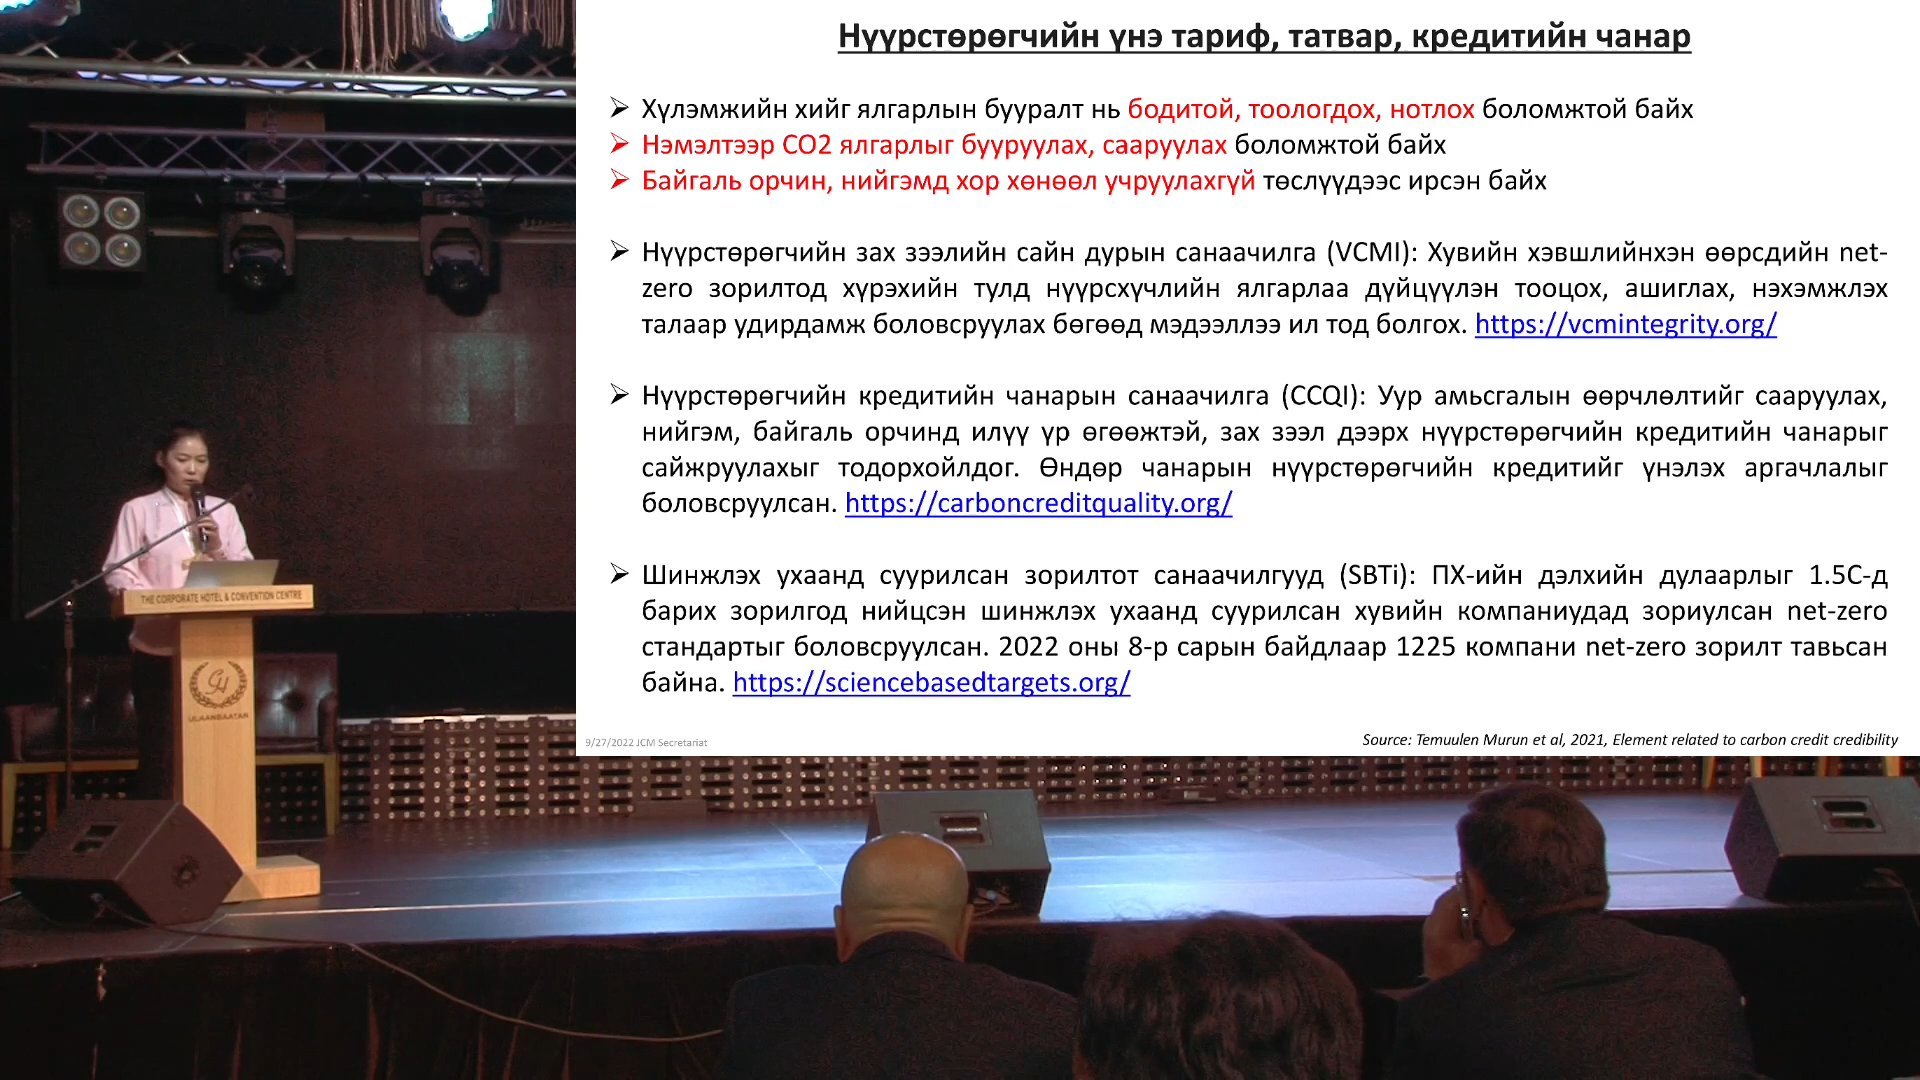 Нүүрстөрөгчийн үнэ тариф, татвар, кредитийн чанар
➢ Хүлэмжийн хийг ялгарлын бууралт нь бодитой, тоологдох, нотлох боломжтой байх
➢ Нэмэлтээр CO2 ялгарлыг бууруулах, сааруулах боломжтой байх
➢ Байгаль орчин, нийгэмд хор хөнөөл учруулахгүй төслүүдээс ирсэн байх
➢ Нүүрстөрөгчийн зах зээлийн сайн дурын санаачилга (VCMI): Хувийн хэвшлийнхэн өөрсдийн net-
zero зорилтод хүрэхийн тулд нүүрсхүчлийн ялгарлаа дүйцүүлэн тооцох, ашиглах, нэхэмжлэх
талаар удирдамж боловсруулах бөгөөд мэдээллээ ил тод болгох. https://vcmintegrity.org/
➢ Нүүрстөрөгчийн кредитийн чанарын санаачилга (CCQI): Уур амьсгалын өөрчлөлтийг сааруулах,
нийгэм, байгаль орчинд илүү үр өгөөжтэй, зах зээл дээрх нүүрстөрөгчийн кредитийн чанарыг
сайжруулахыг тодорхойлдог. Өндөр чанарын нүүрстөрөгчийн кредитийг үнэлэх аргачлалыг
боловсруулсан. https://carboncreditquality.org/
➢ Шинжлэх ухаанд суурилсан зорилтот санаачилгууд (SBTi): ПХ-ийн дэлхийн дулаарлыг 1.5C-д
барих зорилгод нийцсэн шинжлэх ухаанд суурилсан хувийн компаниудад зориулсан net-zero
стандартыг боловсруулсан. 2022 оны 8-р сарын байдлаар 1225 компани net-zero зорилт тавьсан
байна. https://sciencebasedtargets.org/
9/27/2022 JCM Secretariat
Source: Temuulen Murun et al, 2021, Element related to carbon credit credibility
THE CORPORATE HOTEL & CONVENTION CENTRE
CH
ULAANBAATAR